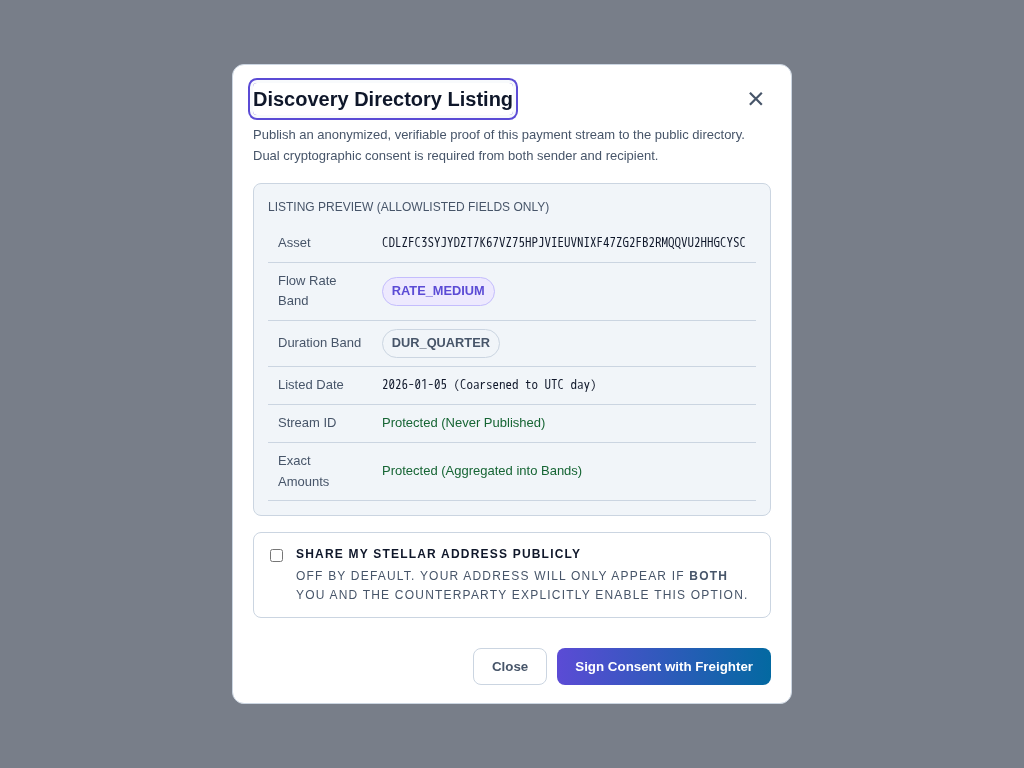 Discovery Directory Listing
Publish an anonymized, verifiable proof of this payment stream to the public directory.
Dual cryptographic consent is required from both sender and recipient.
LISTING PREVIEW (ALLOWLISTED FIELDS ONLY)
Asset CDLZFC3SYJYDZT7K67VZ75HPJVIEUVNIXF47ZG2FB2RMQQVU2HHGCYSC
Flow Rate
Band
RATE_MEDIUM
Duration Band DUR_QUARTER
Listed Date 2026-01-05 (Coarsened to UTC day)
Stream ID Protected (Never Published)
Exact
Amounts
Protected (Aggregated into Bands)
SHARE MY STELLAR ADDRESS PUBLICLY
OFF BY DEFAULT. YOUR ADDRESS WILL ONLY APPEAR IF BOTH
YOU AND THE COUNTERPARTY EXPLICITLY ENABLE THIS OPTION.
Close Sign Consent with Freighter